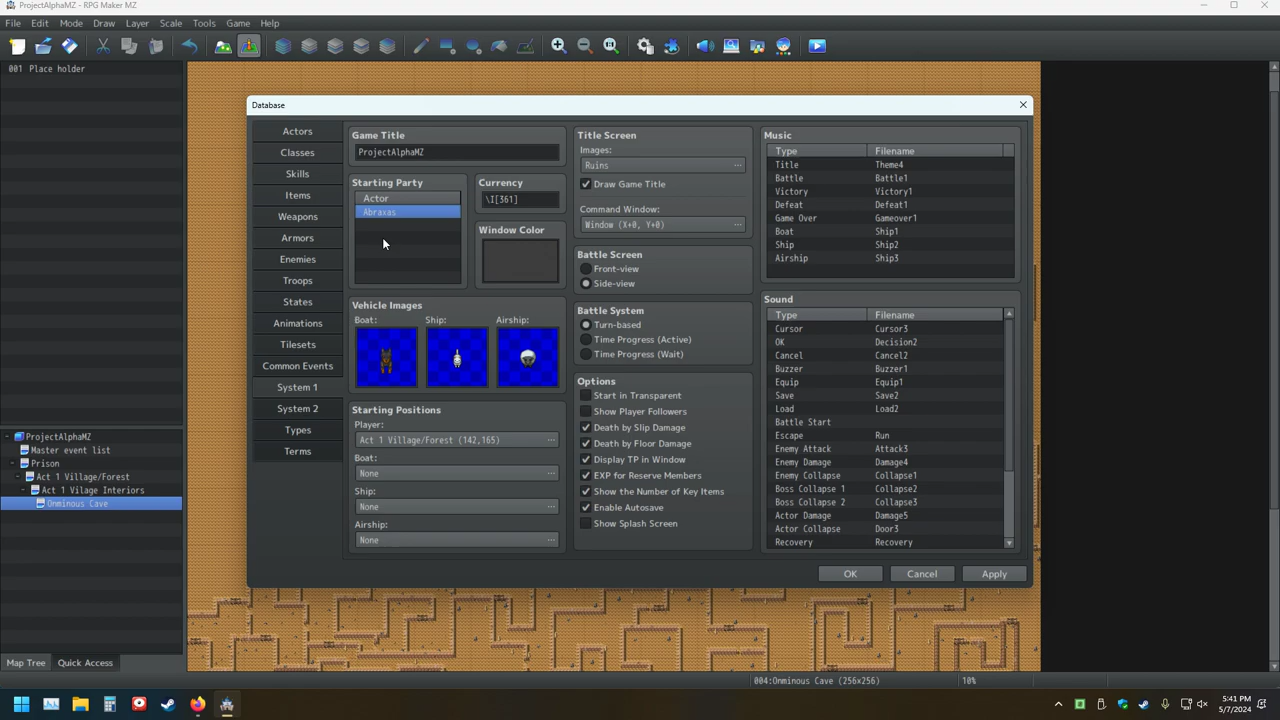 ProjectAlphaMZ - RPG Maker MZ
File Edit Mode Draw Layer Scale Tools Game Help
001 Place holder
Database
Actors
Classes
Skills
Items
Weapons
Armors
Enemies
Troops
States
Animations
Tilesets
Common Events
System 1
System 2
Types
Terms
Game Title
ProjectAlphaMZ
Starting Party
Actor
Abraxas
Currency
\I[361]
Window Color
Vehicle Images
Boat: Ship: Airship:
Starting Positions
Player:
Act 1 Village/Forest (142,165) ...
Boat:
None ...
Ship:
None ...
Airship:
None ...
Title Screen
Images:
Ruins ...
Draw Game Title
Command Window:
Window (X+0, Y+0) ...
Battle Screen
Front-view
Side-view
Battle System
Turn-based
Time Progress (Active)
Time Progress (Wait)
Options
Start in Transparent
Show Player Followers
Death by Slip Damage
Death by Floor Damage
Display TP in Window
EXP for Reserve Members
Show the Number of Key Items
Enable Autosave
Show Splash Screen
Music
Type Filename
Title Theme4
Battle Battle1
Victory Victory1
Defeat Defeat1
Game Over Gameover1
Boat Ship1
Ship Ship2
Airship Ship3
Sound
Type Filename
Cursor Cursor3
OK Decision2
Cancel Cancel2
Buzzer Buzzer1
Equip Equip1
Save Save2
Load Load2
Battle Start
Escape Run
Enemy Attack Attack3
Enemy Damage Damage4
Enemy Collapse Collapse1
Boss Collapse 1 Collapse2
Boss Collapse 2 Collapse3
Actor Damage Damage5
Actor Collapse Door3
Recovery Recovery
OK Cancel Apply
ProjectAlphaMZ
Master event list
Prison
Act 1 Village/Forest
Act 1 Vilage Interiors
Onminous Cave
Map Tree Quick Access
004:Onminous Cave (256x256) 10%
5:41 PM
5/7/2024